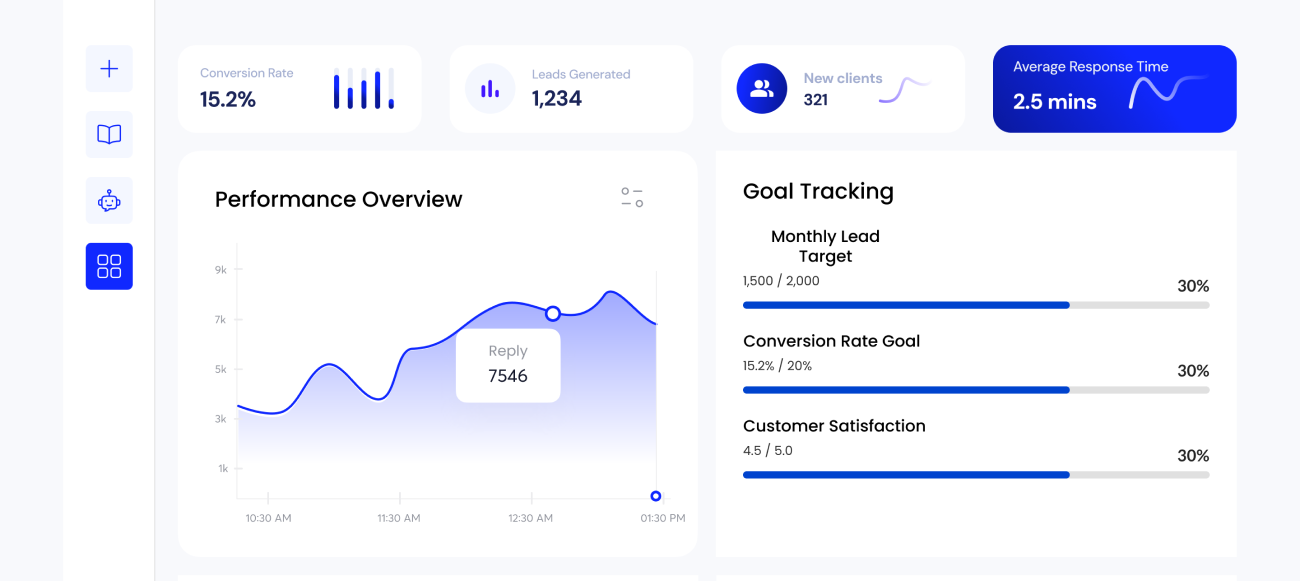 Conversion Rate
15.2%
Leads Generated
1,234
New clients
321
Average Response Time
2.5 mins
Performance Overview
9k
7k
5k
3k
1k
Reply
7546
10:30 AM
11:30 AM
12:30 AM
01:30 PM
Goal Tracking
Monthly Lead
Target
1,500 / 2,000
30%
Conversion Rate Goal
15.2% / 20%
30%
Customer Satisfaction
4.5 / 5.0
30%